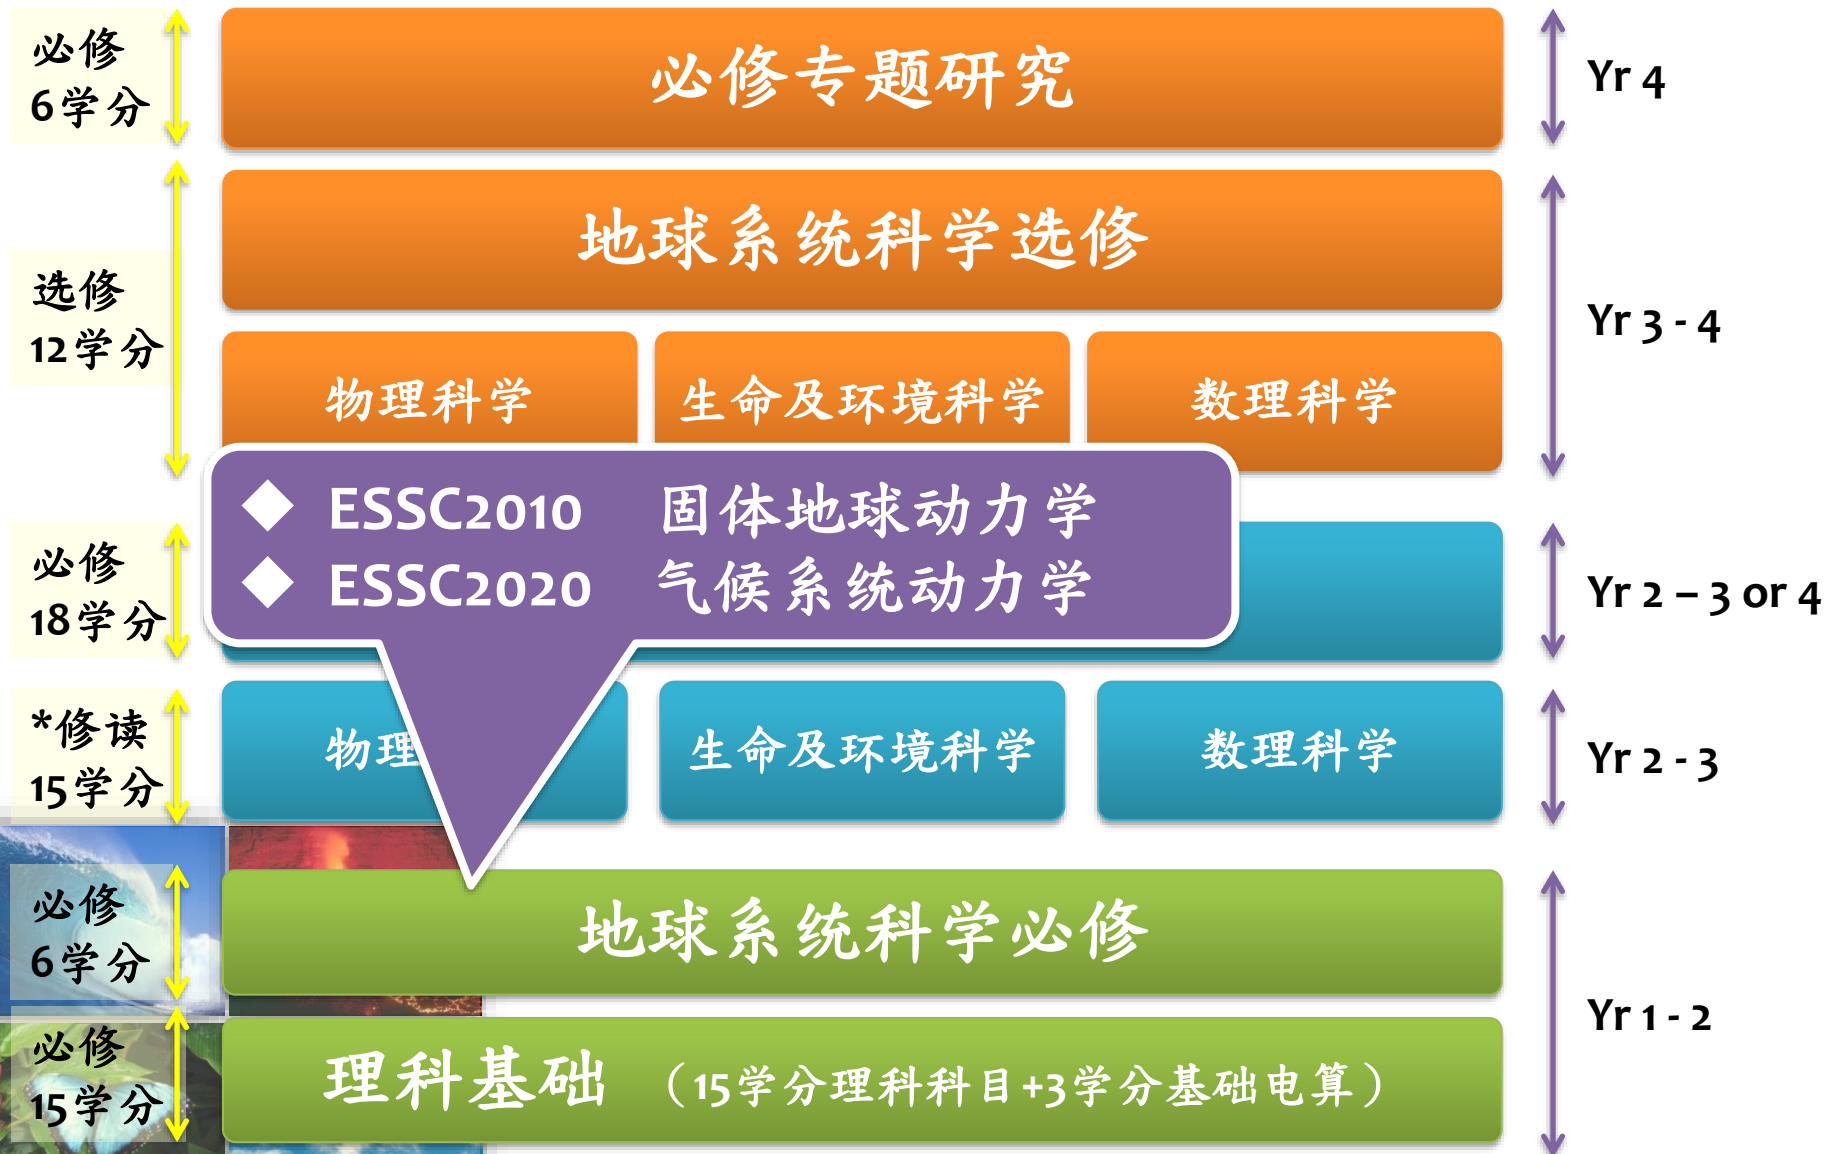 必修
6学分
必修专题研究
Yr 4
地球系统科学选修
选修
12学分
Yr 3 - 4
物理科学
生命及环境科学
数理科学
◆ ESSC2010 固体地球动力学
◆ ESSC2020 气候系统动力学
必修
18学分
Yr 2 – 3 or 4
*修读
15学分
物理
生命及环境科学
数理科学
Yr 2 - 3
必修
6学分
地球系统科学必修
Yr 1 - 2
必修
15学分
理科基础 （15学分理科科目+3学分基础电算）